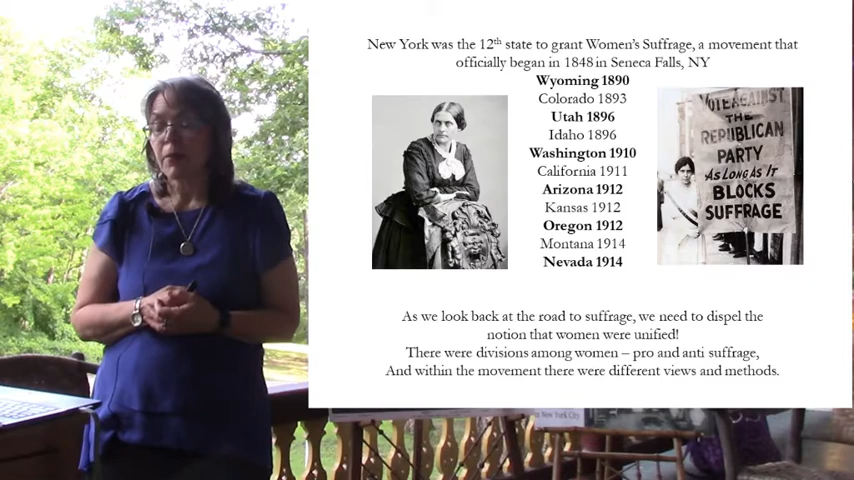 New York was the 12th state to grant Women's Suffrage, a movement that
officially began in 1848 in Seneca Falls, NY
Wyoming 1890
Colorado 1893
Utah 1896
Idaho 1896
Washington 1910
California 1911
Arizona 1912
Kansas 1912
Oregon 1912
Montana 1914
Nevada 1914
VOTE AGAINST
THE
REPUBLICAN
PARTY
AS LONG AS IT
BLOCKS
SUFFRAGE
As we look back at the road to suffrage, we need to dispel the
notion that women were unified!
There were divisions among women – pro and anti suffrage,
And within the movement there were different views and methods.
New York City